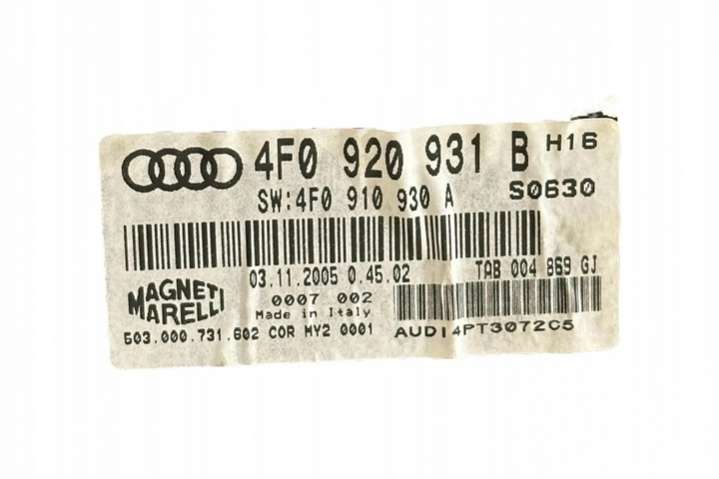 4F0 920 931 B H16
SW:4F0 910 930 A S0630
03.11.2005 0.45.02 TAB 004 869 GJ
MAGNETI
MARELLI
0007 002
Made in Italy
603.000.731.602 COR MY2 0001
AUDI4PT3072C5